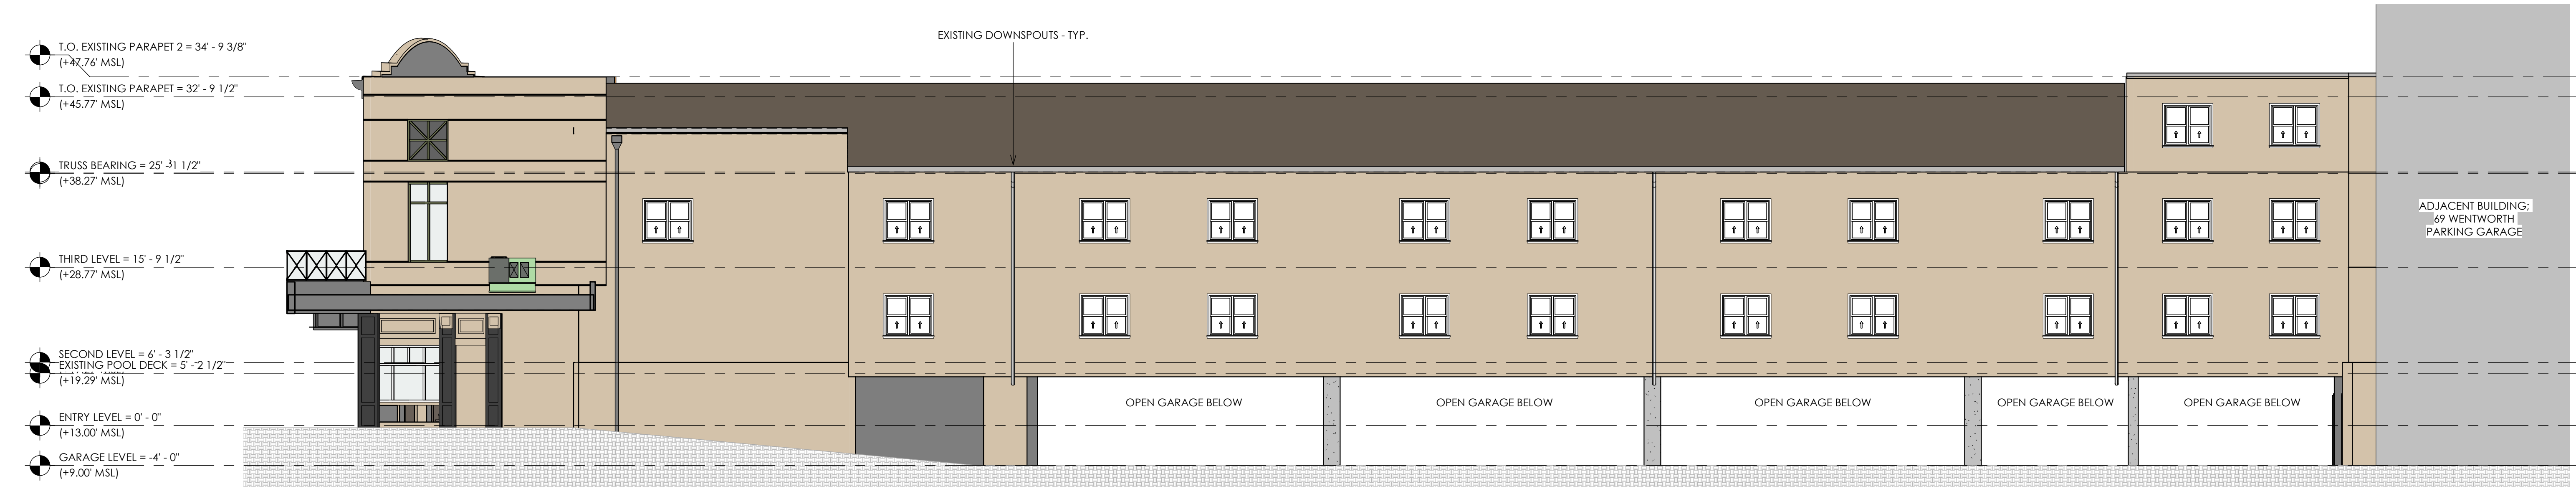 EXISTING DOWNSPOUTS - TYP.
T.O. EXISTING PARAPET 2 = 34' - 9 3/8"
(+47.76' MSL)
T.O. EXISTING PARAPET = 32' - 9 1/2"
(+45.77' MSL)
TRUSS BEARING = 25' - 1 1/2"
(+38.27' MSL)
ADJACENT BUILDING;
69 WENTWORTH
PARKING GARAGE
THIRD LEVEL = 15' - 9 1/2"
(+28.77' MSL)
SECOND LEVEL = 6' - 3 1/2"
EXISTING POOL DECK = 5' - 2 1/2"
(+19.29' MSL)
OPEN GARAGE BELOW
OPEN GARAGE BELOW
OPEN GARAGE BELOW
OPEN GARAGE BELOW
OPEN GARAGE BELOW
ENTRY LEVEL = 0' - 0"
(+13.00' MSL)
GARAGE LEVEL = -4' - 0"
(+9.00' MSL)